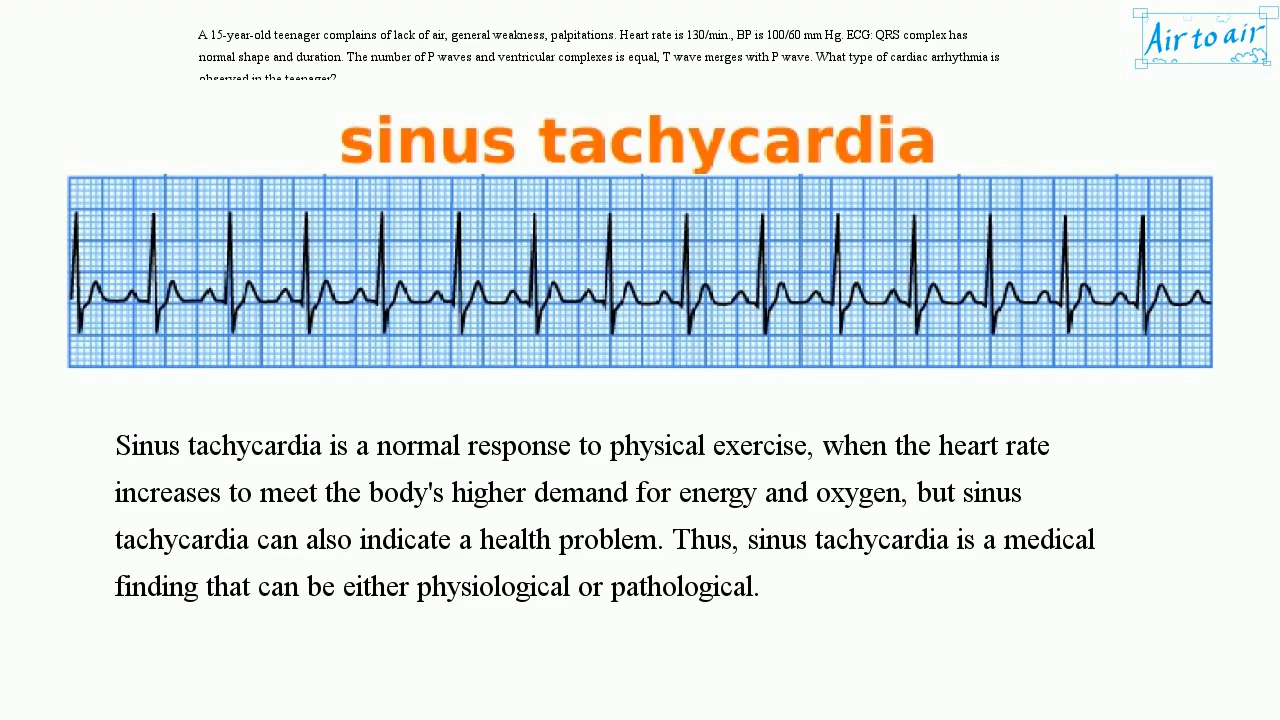 A 15-year-old teenager complains of lack of air, general weakness, palpitations. Heart rate is 130/min., BP is 100/60 mm Hg. ECG: QRS complex has
normal shape and duration. The number of P waves and ventricular complexes is equal, T wave merges with P wave. What type of cardiac arrhythmia is
observed in the teenager?
Air to air
sinus tachycardia
Sinus tachycardia is a normal response to physical exercise, when the heart rate
increases to meet the body's higher demand for energy and oxygen, but sinus
tachycardia can also indicate a health problem. Thus, sinus tachycardia is a medical
finding that can be either physiological or pathological.